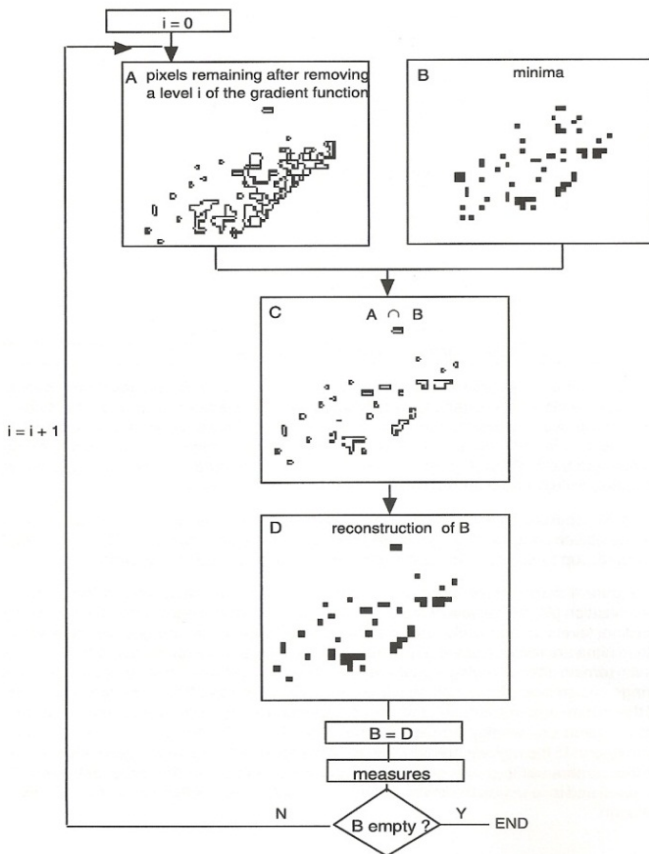 i = 0
A pixels remaining after removing
a level i of the gradient function
B minima
C A ∩ B
i = i + 1
D reconstruction of B
B = D
measures
N B empty ? Y END